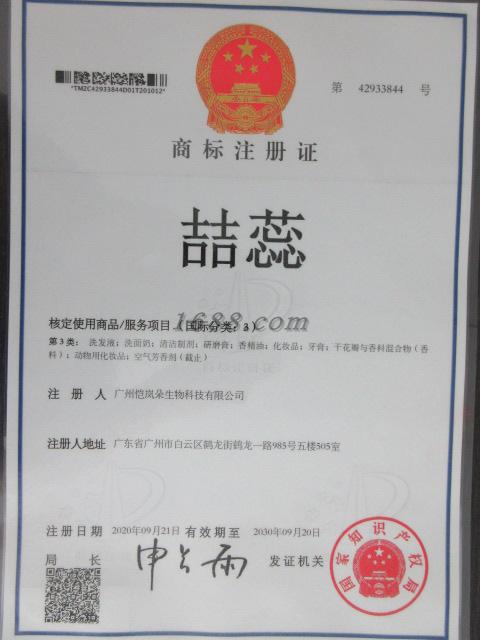 *TMZC42933844D01T201012*
第 42933844 号
商标注册证
喆蕊
核定使用商品/服务项目（国际分类：3）
1688.com
第3类：洗发液；洗面奶；清洁制剂；研磨膏；香精油；化妆品；牙膏；干花瓣与香料混合物（香
料）；动物用化妆品；空气芳香剂（截止）
注册人 广州恺岚朵生物科技有限公司
注册人地址 广东省广州市白云区鹤龙街鹤龙一路985号五楼505室
注册日期 2020年09月21日 有效期至 2030年09月20日
局长 申长雨 发证机关
国家知识产权局